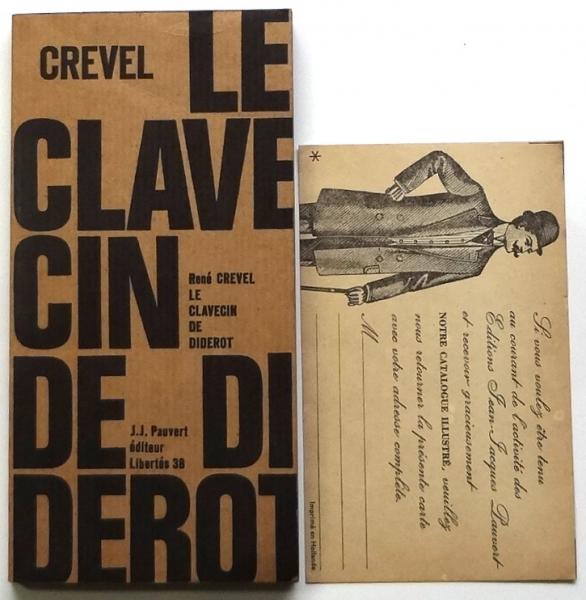 CREVEL
LE
CLAVE
CIN
DE DI
DEROT
René CREVEL
LE
CLAVECIN
DE
DIDEROT
J.J. Pauvert
éditeur
Libertés 38
*
Si vous voulez être tenu
au courant de l'activité des
Editions Jean-Jacques Pauvert
et recevoir gracieusement
NOTRE CATALOGUE ILLUSTRÉ, veuillez
nous retourner la présente carte
avec votre adresse complète.
M
Imprimé en Hollande